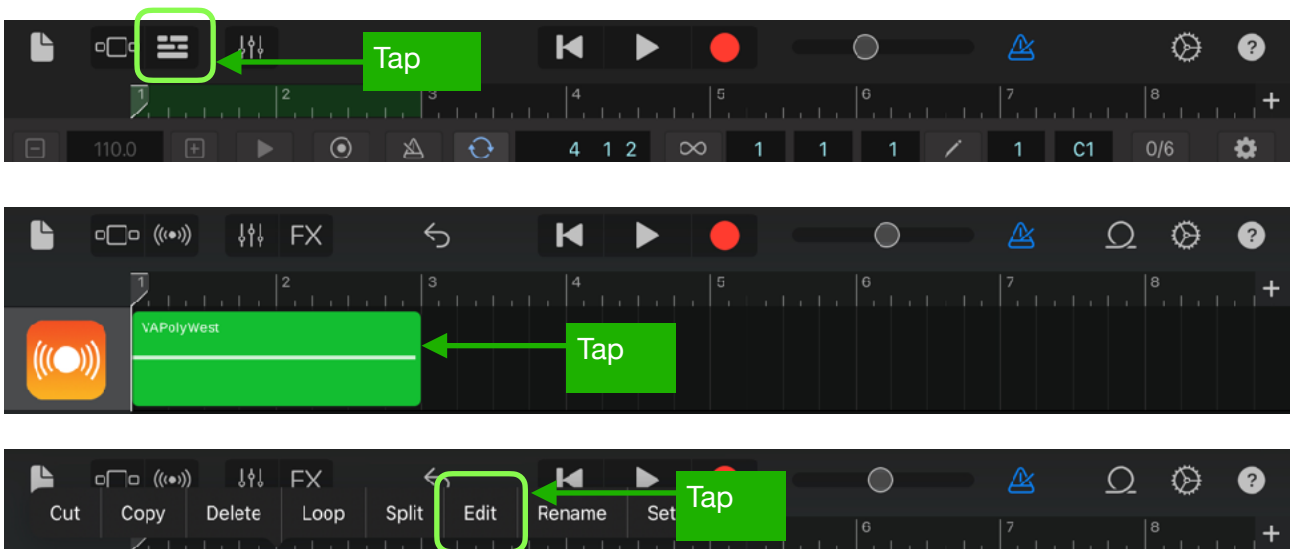 Tap
1 2 3 4 5 6 7 8 +
110.0 4 1 2 1 1 1 1 C1 0/6
FX ?
1 2 3 4 5 6 7 8 +
VAPolyWest
Tap
FX ?
Cut Copy Delete Loop Split Edit Rename Set Tap
6 7 8 +